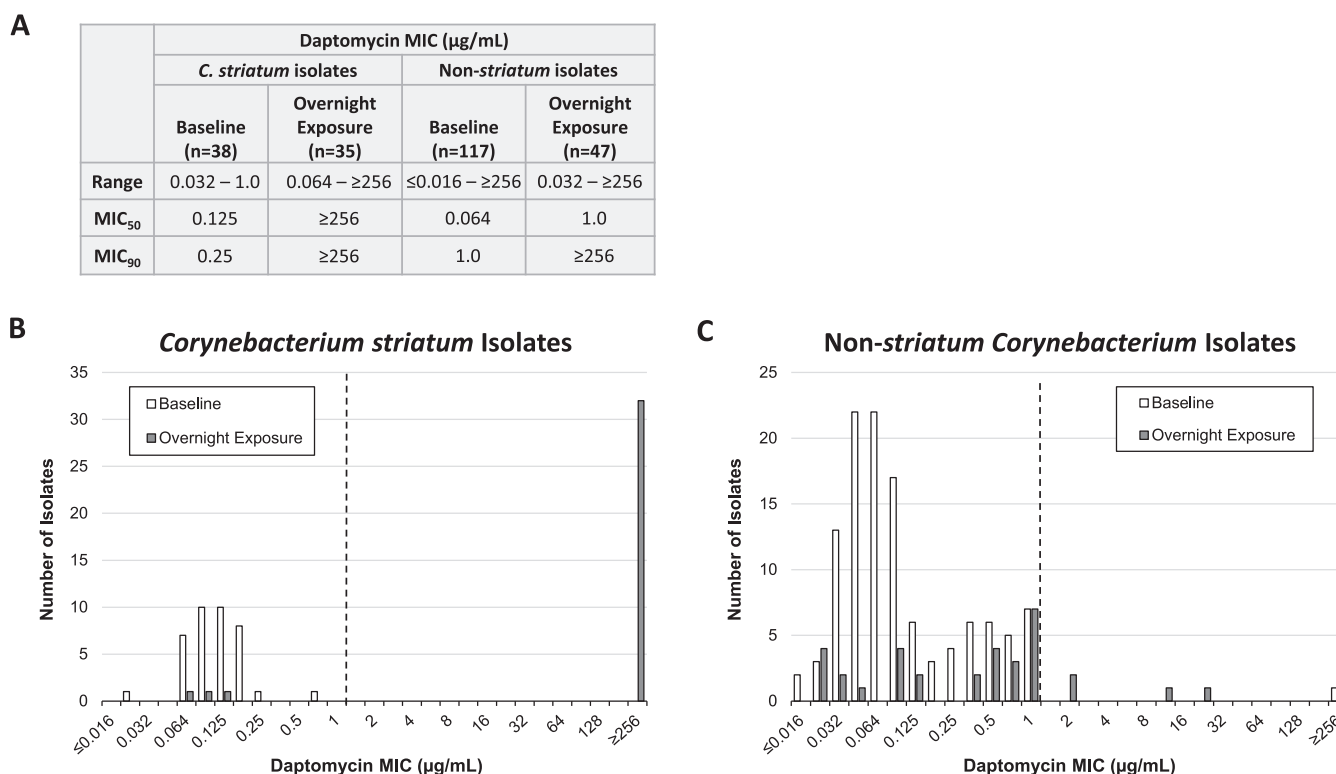 A
Daptomycin MIC (µg/mL)
C. striatum isolates Non-striatum isolates
Baseline (n=38) Overnight Exposure (n=35) Baseline (n=117) Overnight Exposure (n=47)
Range 0.032 – 1.0 0.064 – ≥256 ≤0.016 – ≥256 0.032 – ≥256
MIC50 0.125 ≥256 0.064 1.0
MIC90 0.25 ≥256 1.0 ≥256
B
Corynebacterium striatum Isolates
35
30
25
20
15
10
5
0
Number of Isolates
Baseline
Overnight Exposure
≤0.016 0.032 0.064 0.125 0.25 0.5 1 2 4 8 16 32 64 128 ≥256
Daptomycin MIC (µg/mL)
C
Non-striatum Corynebacterium Isolates
25
20
15
10
5
0
Number of Isolates
Baseline
Overnight Exposure
≤0.016 0.032 0.064 0.125 0.25 0.5 1 2 4 8 16 32 64 128 ≥256
Daptomycin MIC (µg/mL)